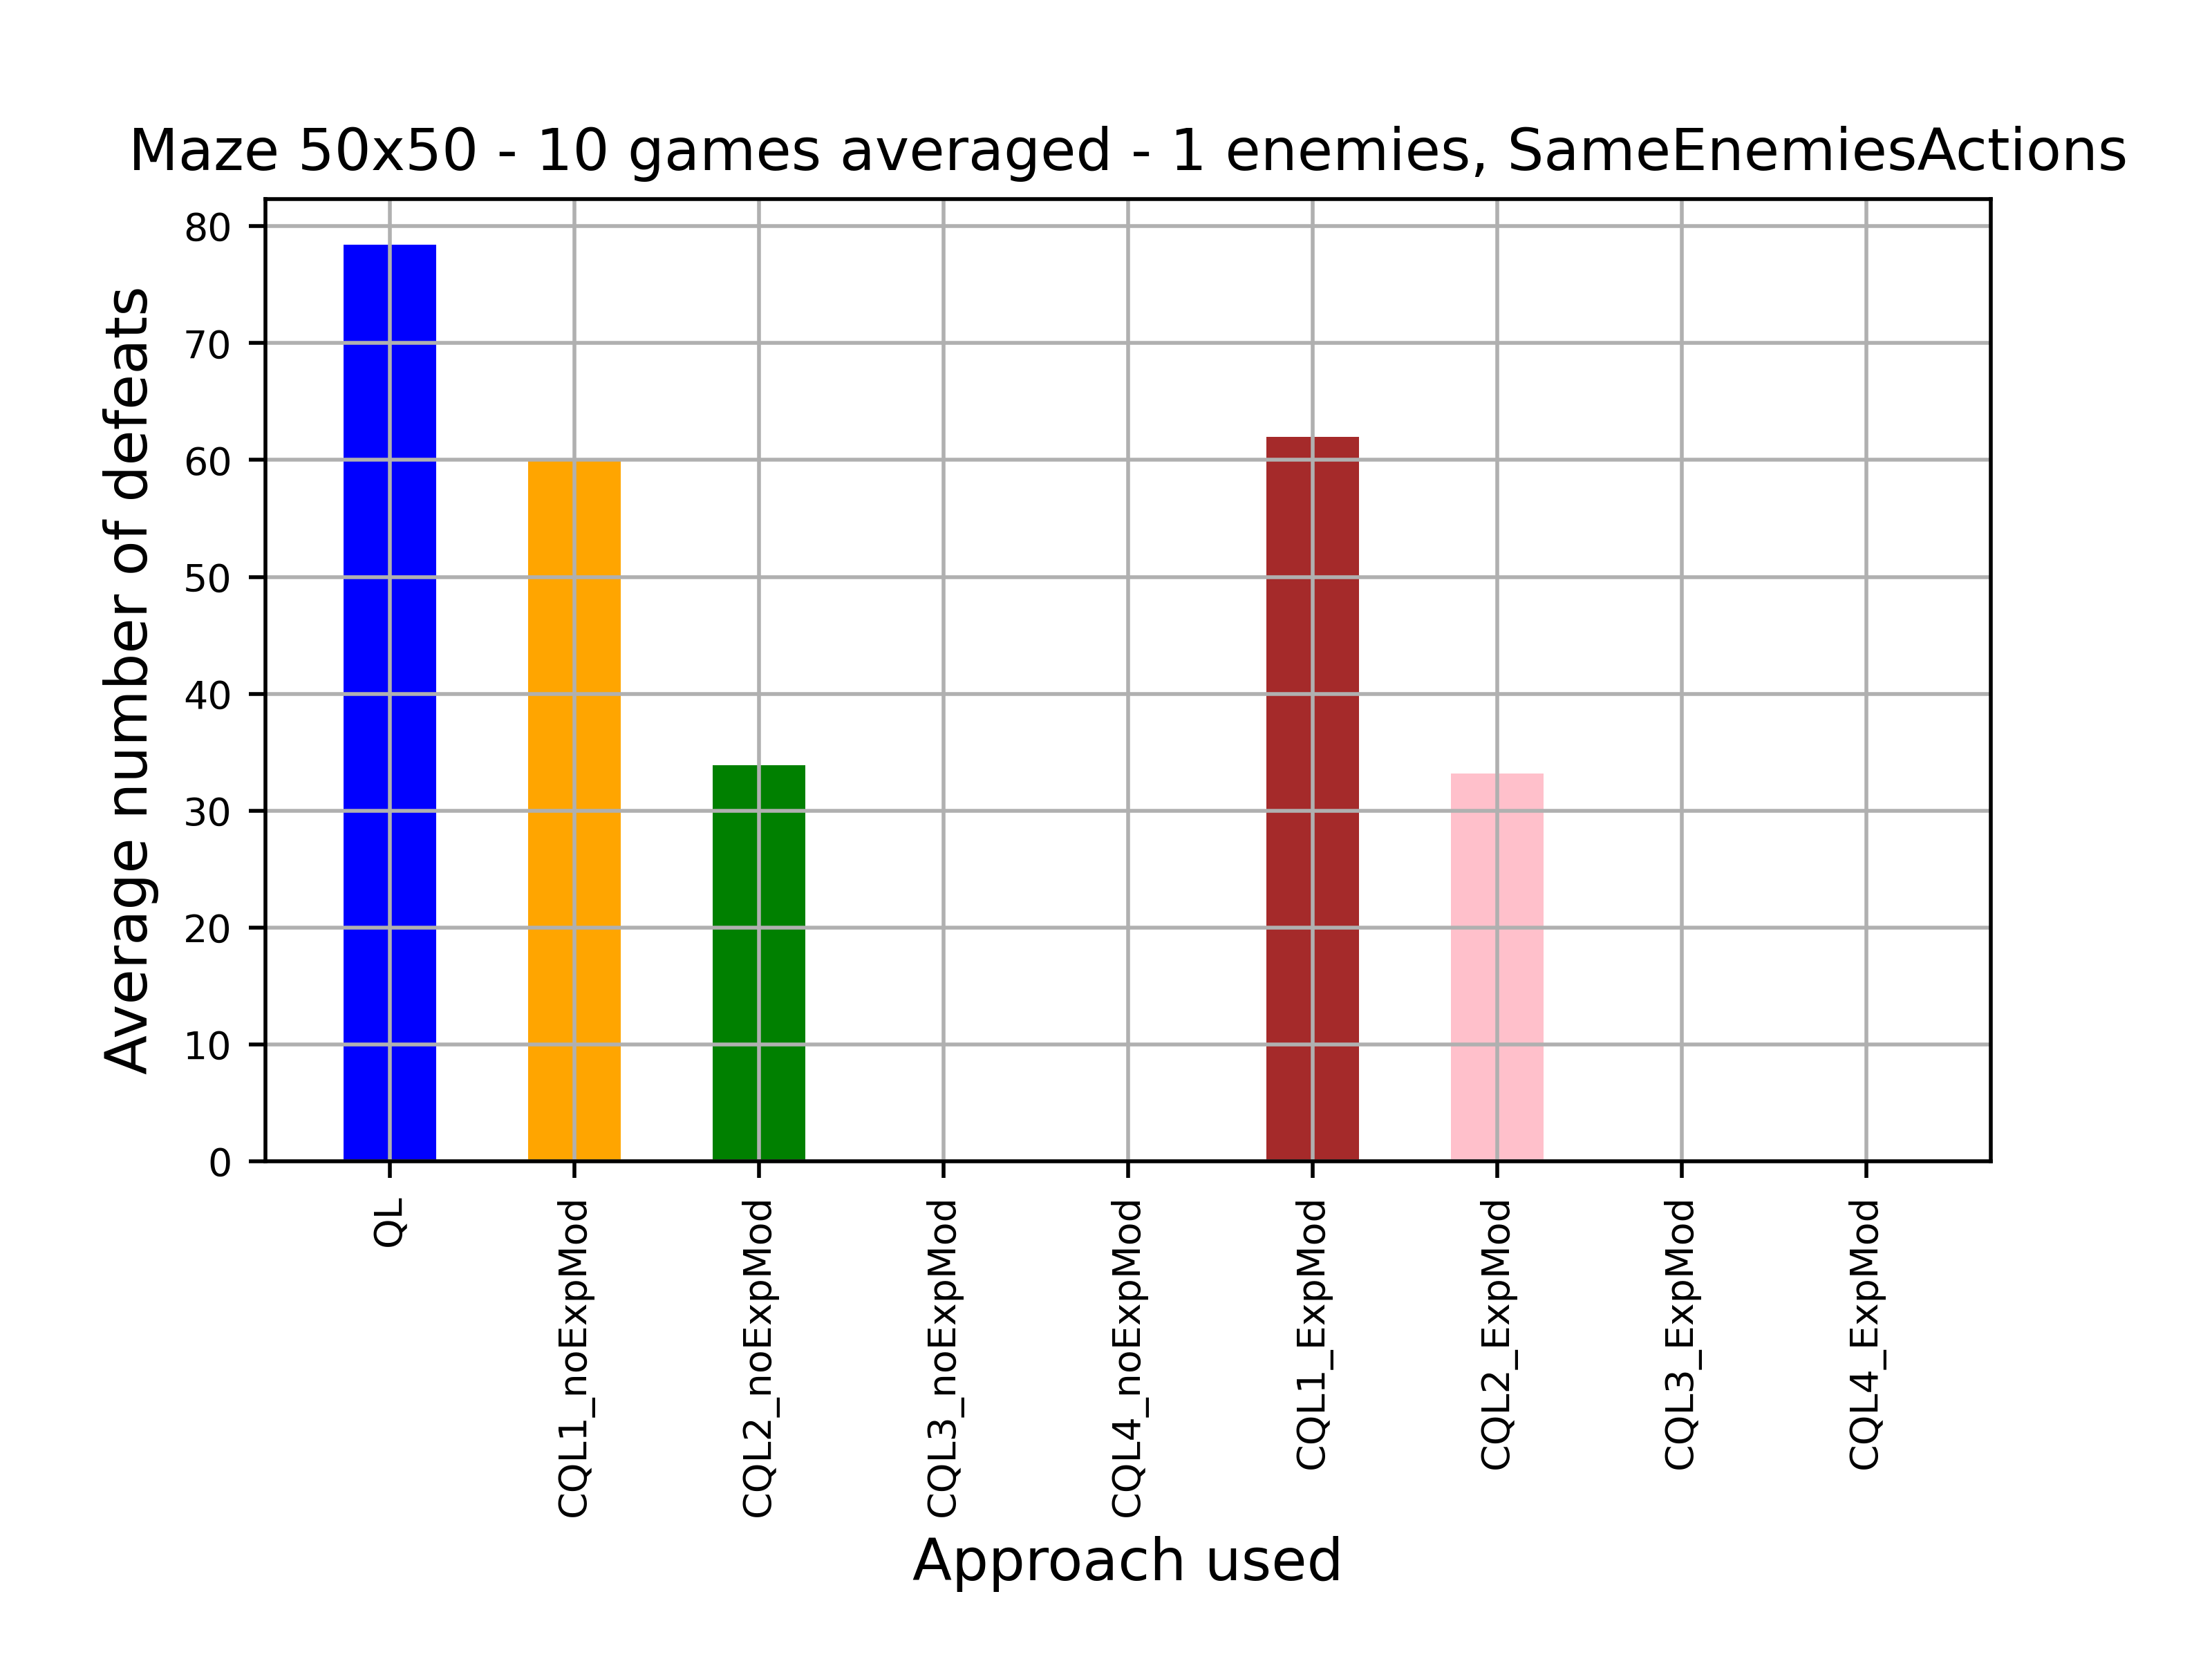 Maze 50x50 - 10 games averaged - 1 enemies, SameEnemiesActions
Average number of defeats
80
70
60
50
40
30
20
10
0
QL
CQL1_noExpMod
CQL2_noExpMod
CQL3_noExpMod
CQL4_noExpMod
CQL1_ExpMod
CQL2_ExpMod
CQL3_ExpMod
CQL4_ExpMod
Approach used